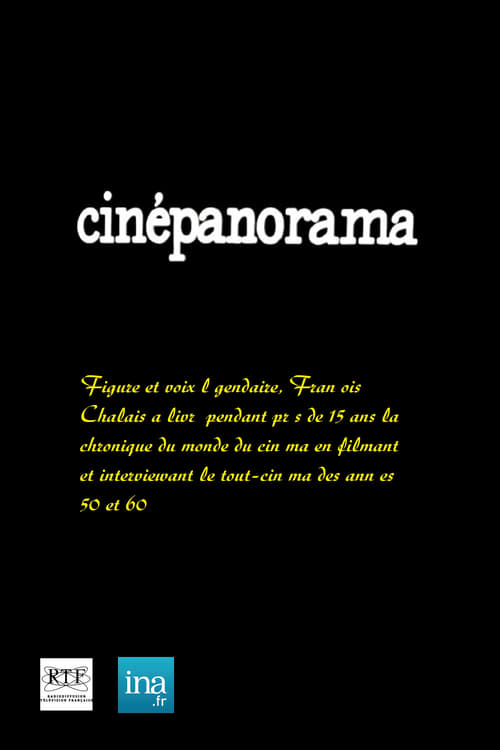 cinépanorama
Figure et voix l gendaire, Fran ois
Chalais a livr  pendant pr s de 15 ans la
chronique du monde du cin ma en filmant
et interviewant le tout-cin ma des ann es
50 et 60
RTF
RADIODIFFUSION
TÉLÉVISION FRANÇAISE
ina
.fr